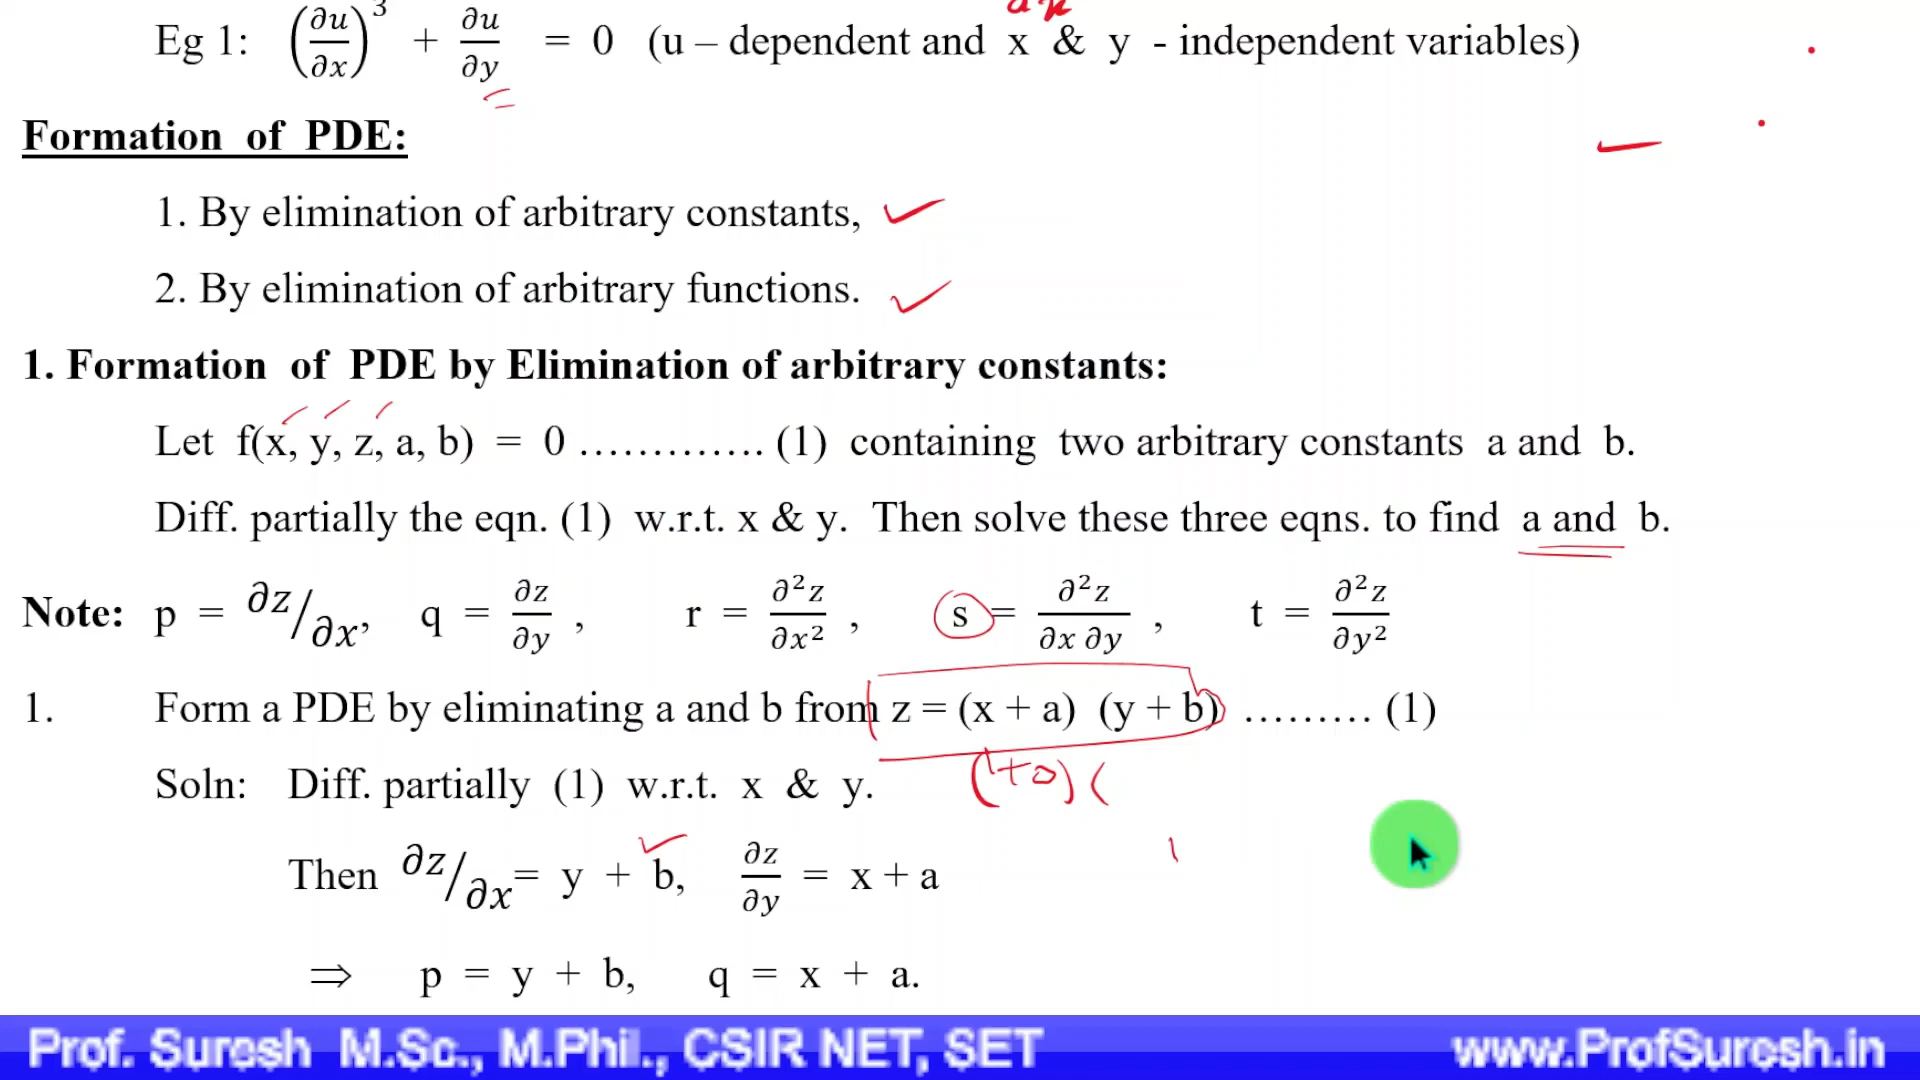 Eg 1: (∂u/∂x)³ + ∂u/∂y = 0 (u – dependent and x & y - independent variables)
Formation of PDE:
1. By elimination of arbitrary constants,
2. By elimination of arbitrary functions.
1. Formation of PDE by Elimination of arbitrary constants:
Let f(x, y, z, a, b) = 0 …………. (1) containing two arbitrary constants a and b.
Diff. partially the eqn. (1) w.r.t. x & y. Then solve these three eqns. to find a and b.
Note: p = ∂z/∂x, q = ∂z/∂y , r = ∂²z/∂x² , s = ∂²z/∂x ∂y , t = ∂²z/∂y²
1. Form a PDE by eliminating a and b from z = (x + a) (y + b) ……… (1)
Soln: Diff. partially (1) w.r.t. x & y. (1+0) (
Then ∂z/∂x = y + b, ∂z/∂y = x + a
⇒ p = y + b, q = x + a.
Prof. Suresh M.Sc., M.Phil., CSIR NET, SET www.ProfSuresh.in